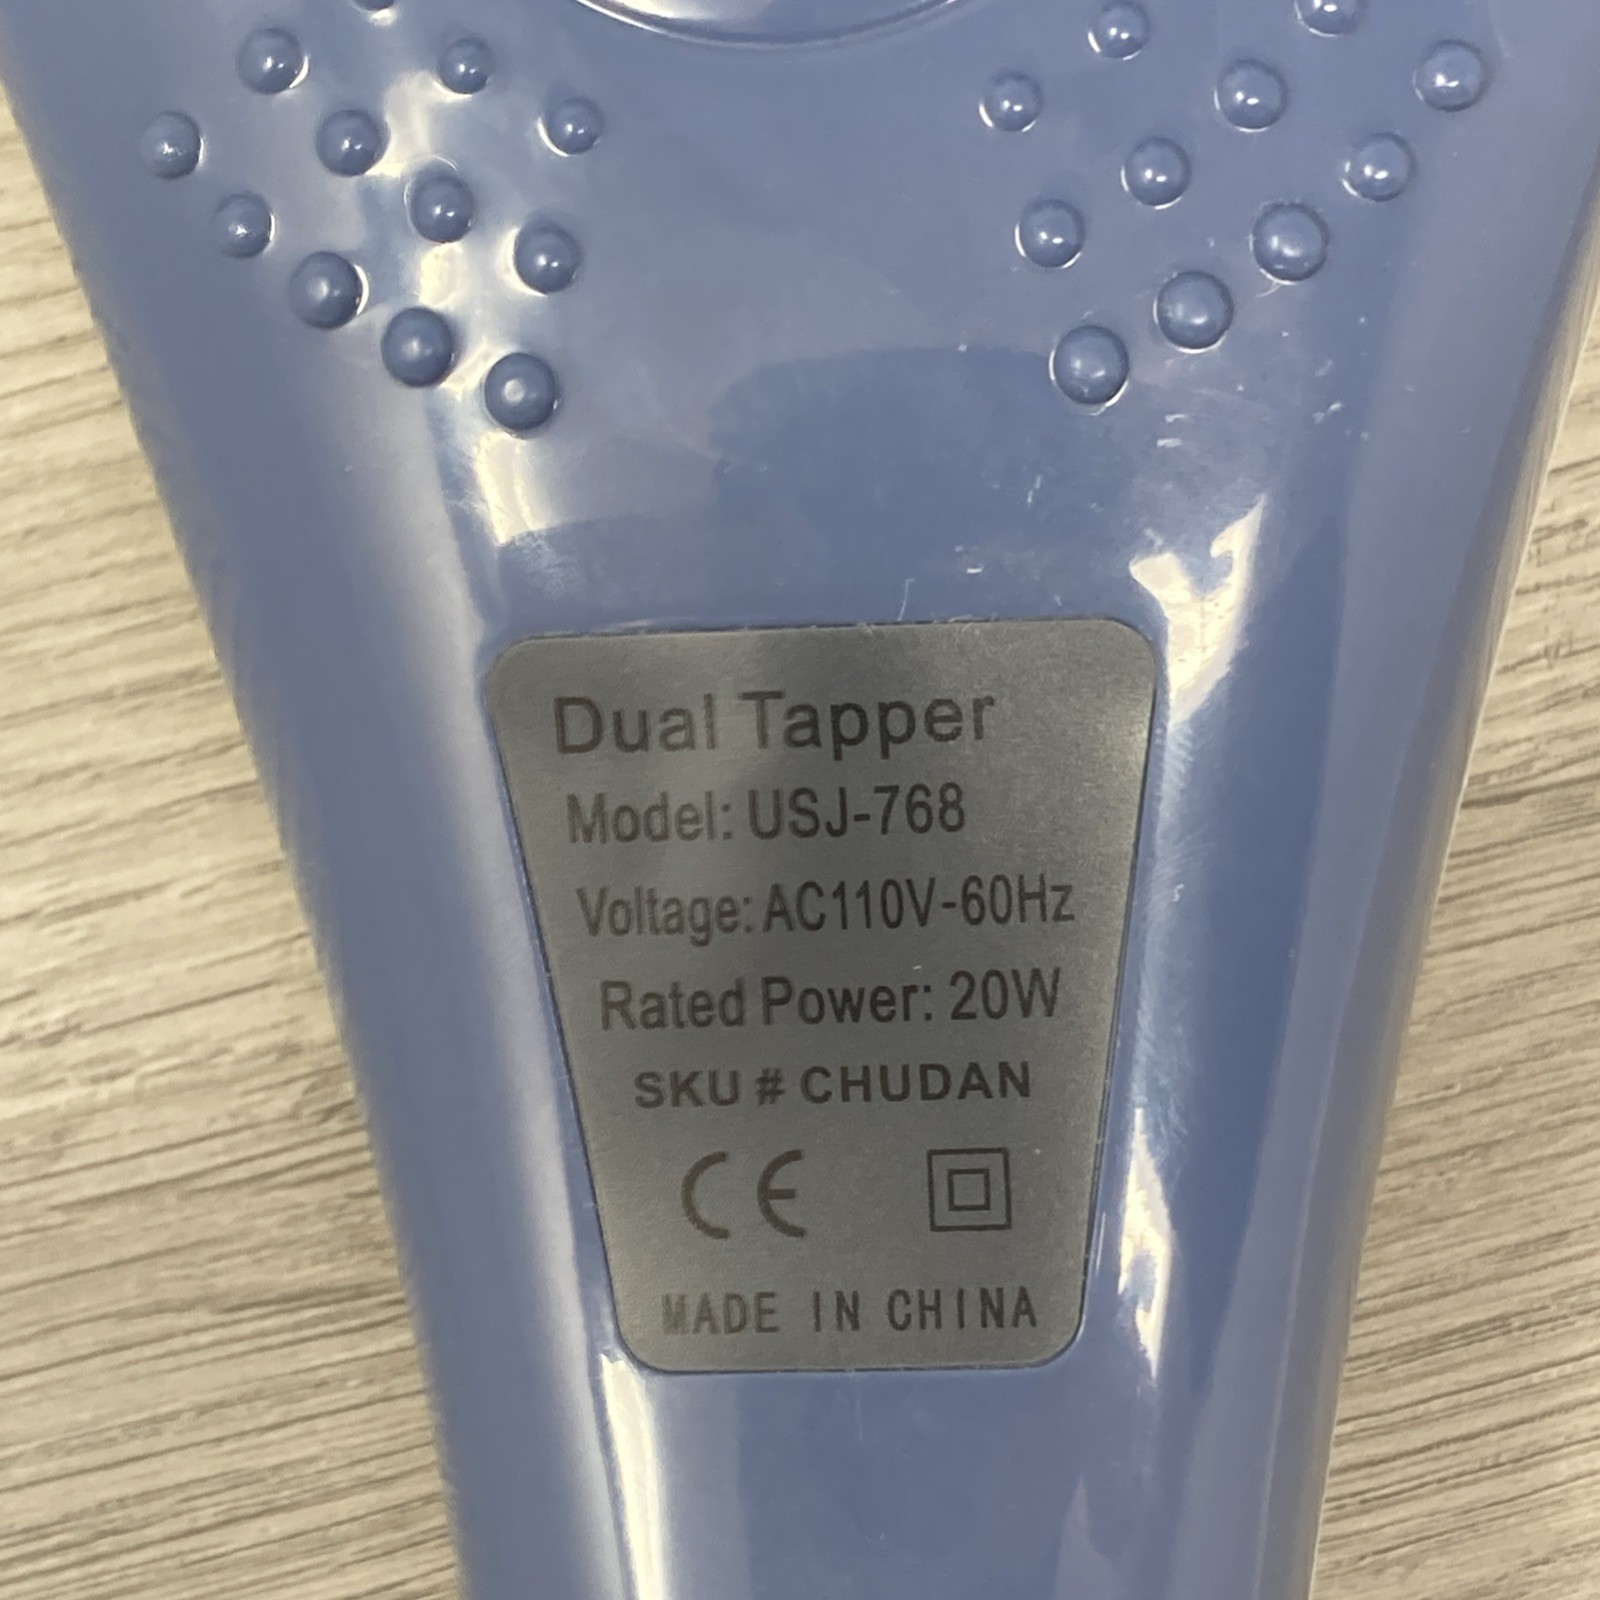 Dual Tapper
Model: USJ-768
Voltage: AC110V-60Hz
Rated Power: 20W
SKU # CHUDAN
CE
MADE IN CHINA